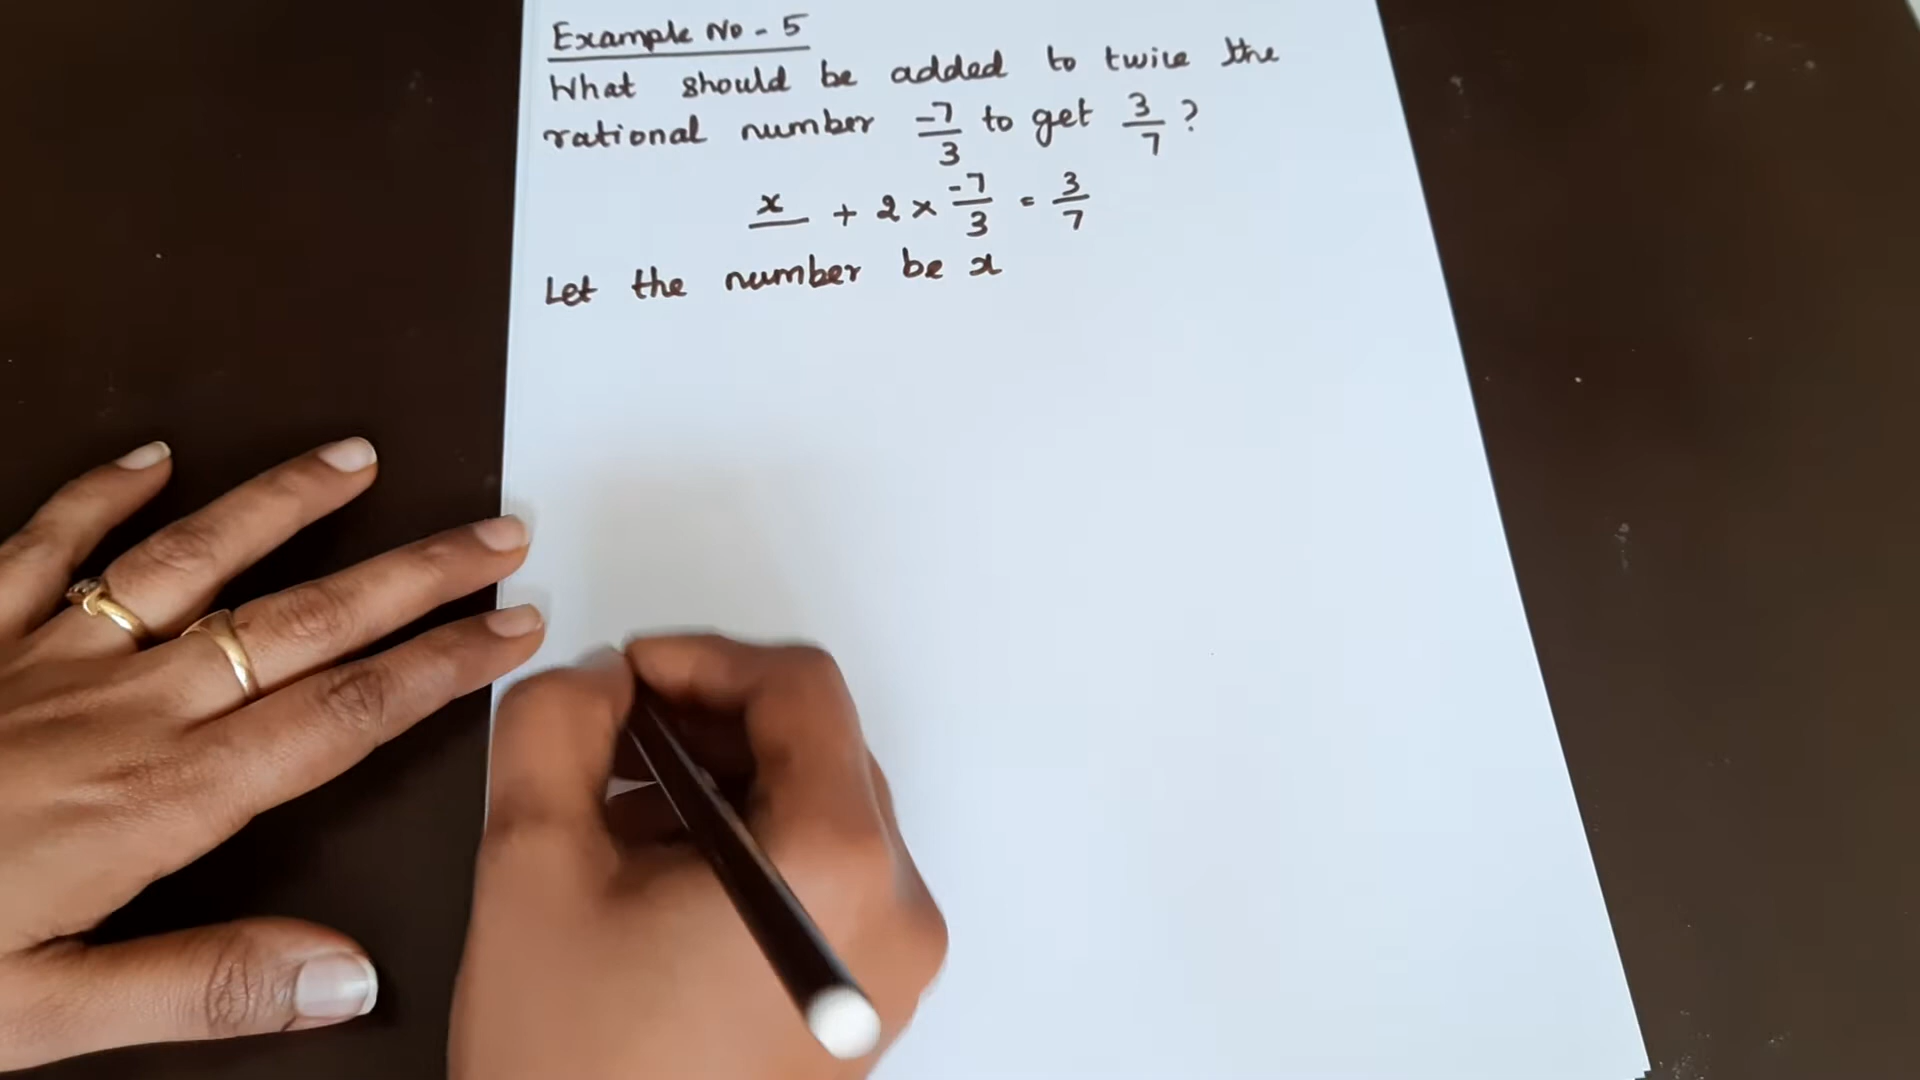 Example No - 5
What should be added to twice the
rational number -7/3 to get 3/7?
x + 2 × -7/3 = 3/7
Let the number be x